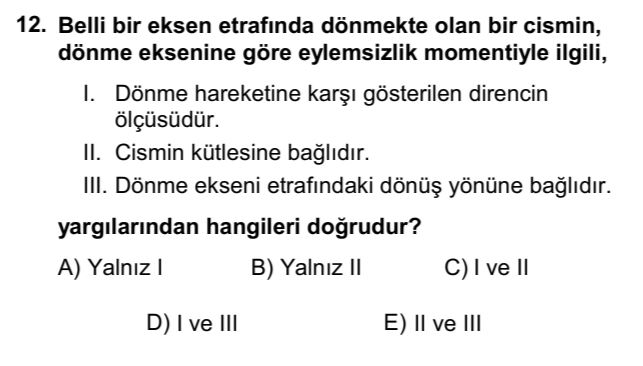 12. Belli bir eksen etrafında dönmekte olan bir cismin,
dönme eksenine göre eylemsizlik momentiyle ilgili,
I. Dönme hareketine karşı gösterilen direncin
ölçüsüdür.
II. Cismin kütlesine bağlıdır.
III. Dönme ekseni etrafındaki dönüş yönüne bağlıdır.
yargılarından hangileri doğrudur?
A) Yalnız I B) Yalnız II C) I ve II
D) I ve III E) II ve III